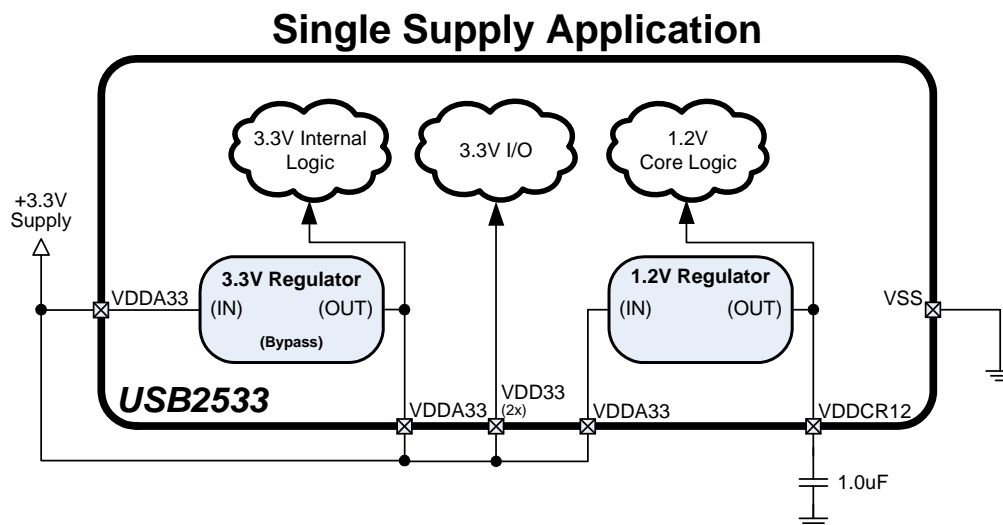 Single Supply Application
3.3V Internal
Logic
3.3V I/O
1.2V
Core Logic
+3.3V
Supply
3.3V Regulator
(IN)
(OUT)
(Bypass)
1.2V Regulator
(IN)
(OUT)
VDDA33
VSS
USB2533
VDDA33
VDD33
(2x)
VDDA33
VDDCR12
1.0uF